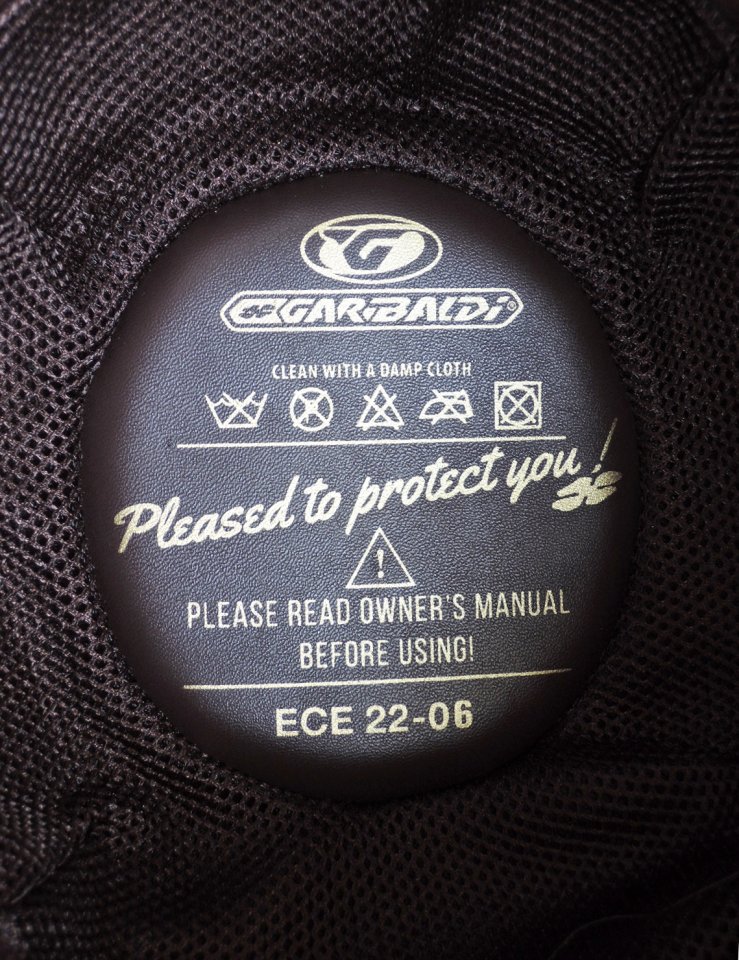 G
GARIBALDI®
CLEAN WITH A DAMP CLOTH
Pleased to protect you!
!
PLEASE READ OWNER'S MANUAL
BEFORE USING!
ECE 22-06